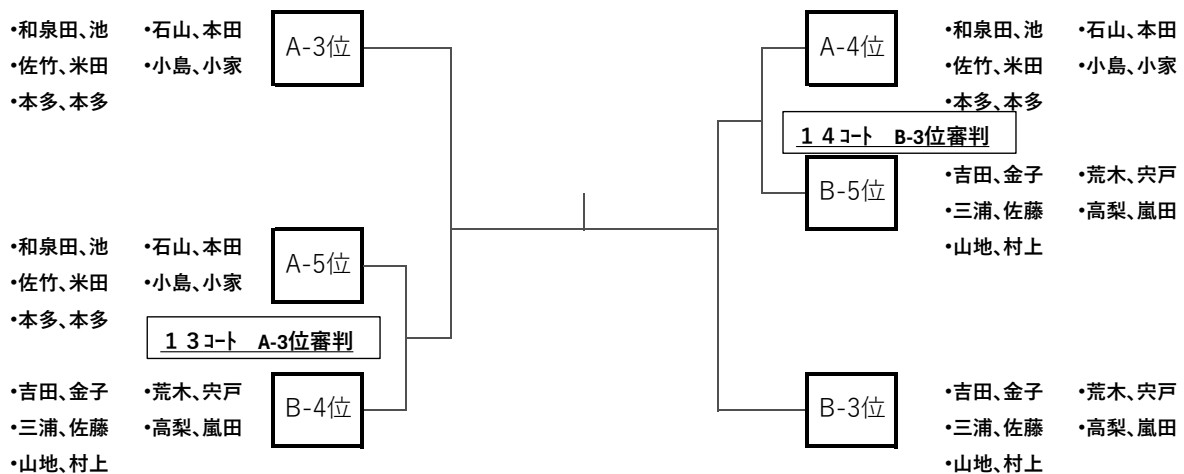 •和泉田、池　•石山、本田
•佐竹、米田　•小島、小家
•本多、本多
A-3位
•和泉田、池　•石山、本田
•佐竹、米田　•小島、小家
•本多、本多
A-5位
１３ｺｰﾄ　A-3位審判
•吉田、金子　•荒木、宍戸
•三浦、佐藤　•高梨、嵐田
•山地、村上
B-4位
A-4位
•和泉田、池　•石山、本田
•佐竹、米田　•小島、小家
•本多、本多
１４ｺｰﾄ　B-3位審判
B-5位
•吉田、金子　•荒木、宍戸
•三浦、佐藤　•高梨、嵐田
•山地、村上
B-3位
•吉田、金子　•荒木、宍戸
•三浦、佐藤　•高梨、嵐田
•山地、村上